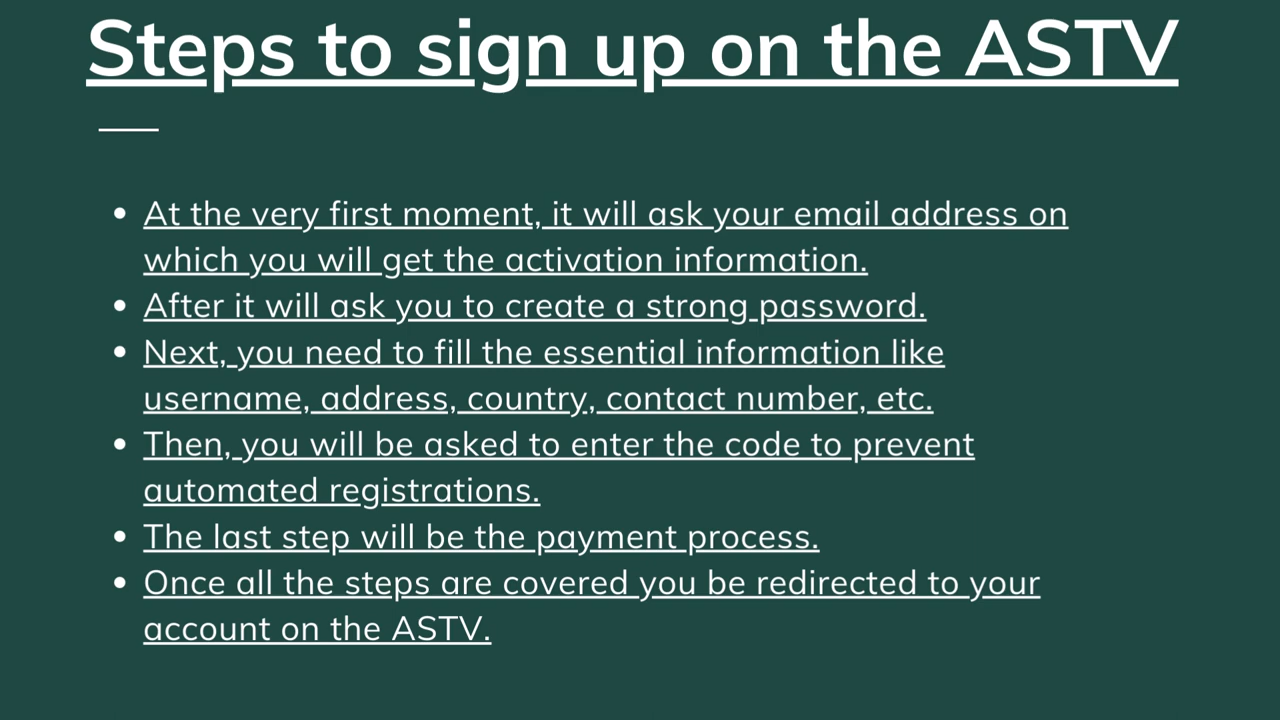 Steps to sign up on the ASTV
At the very first moment, it will ask your email address on
which you will get the activation information.
After it will ask you to create a strong password.
Next, you need to fill the essential information like
username, address, country, contact number, etc.
Then, you will be asked to enter the code to prevent
automated registrations.
The last step will be the payment process.
Once all the steps are covered you be redirected to your
account on the ASTV.